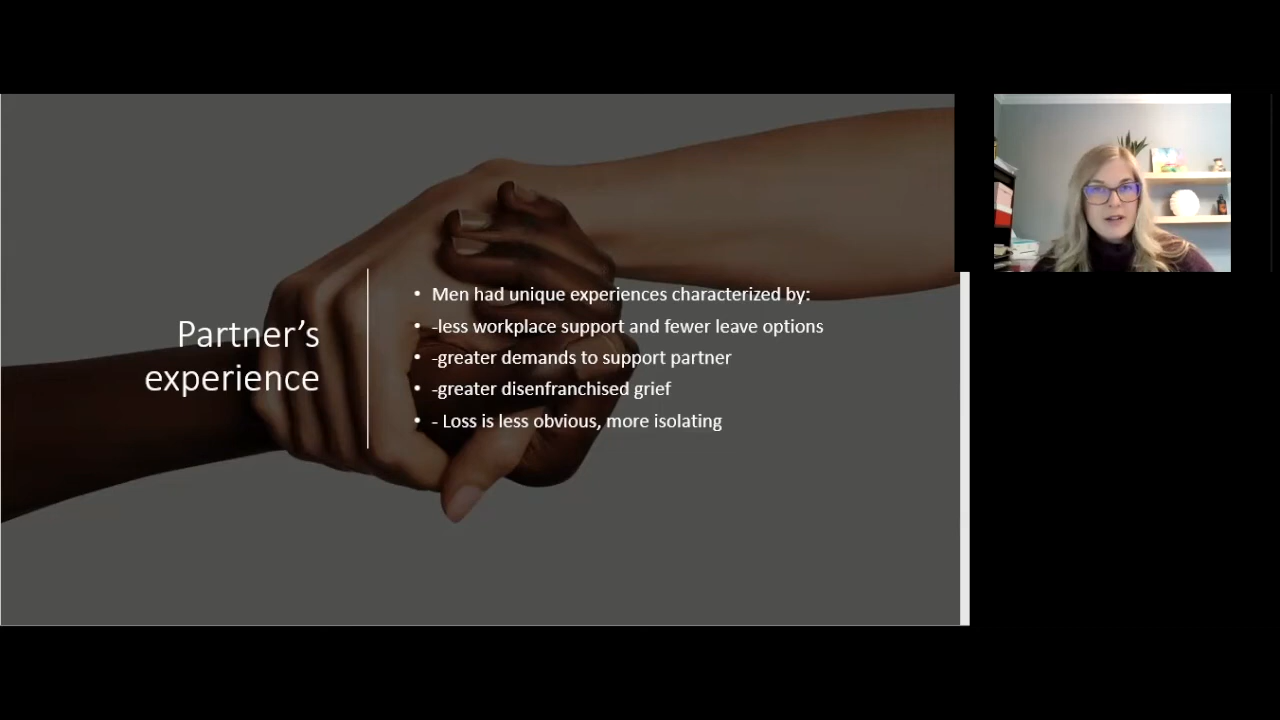 Partner’s
experience
• Men had unique experiences characterized by:
• -less workplace support and fewer leave options
• -greater demands to support partner
• -greater disenfranchised grief
• - Loss is less obvious, more isolating